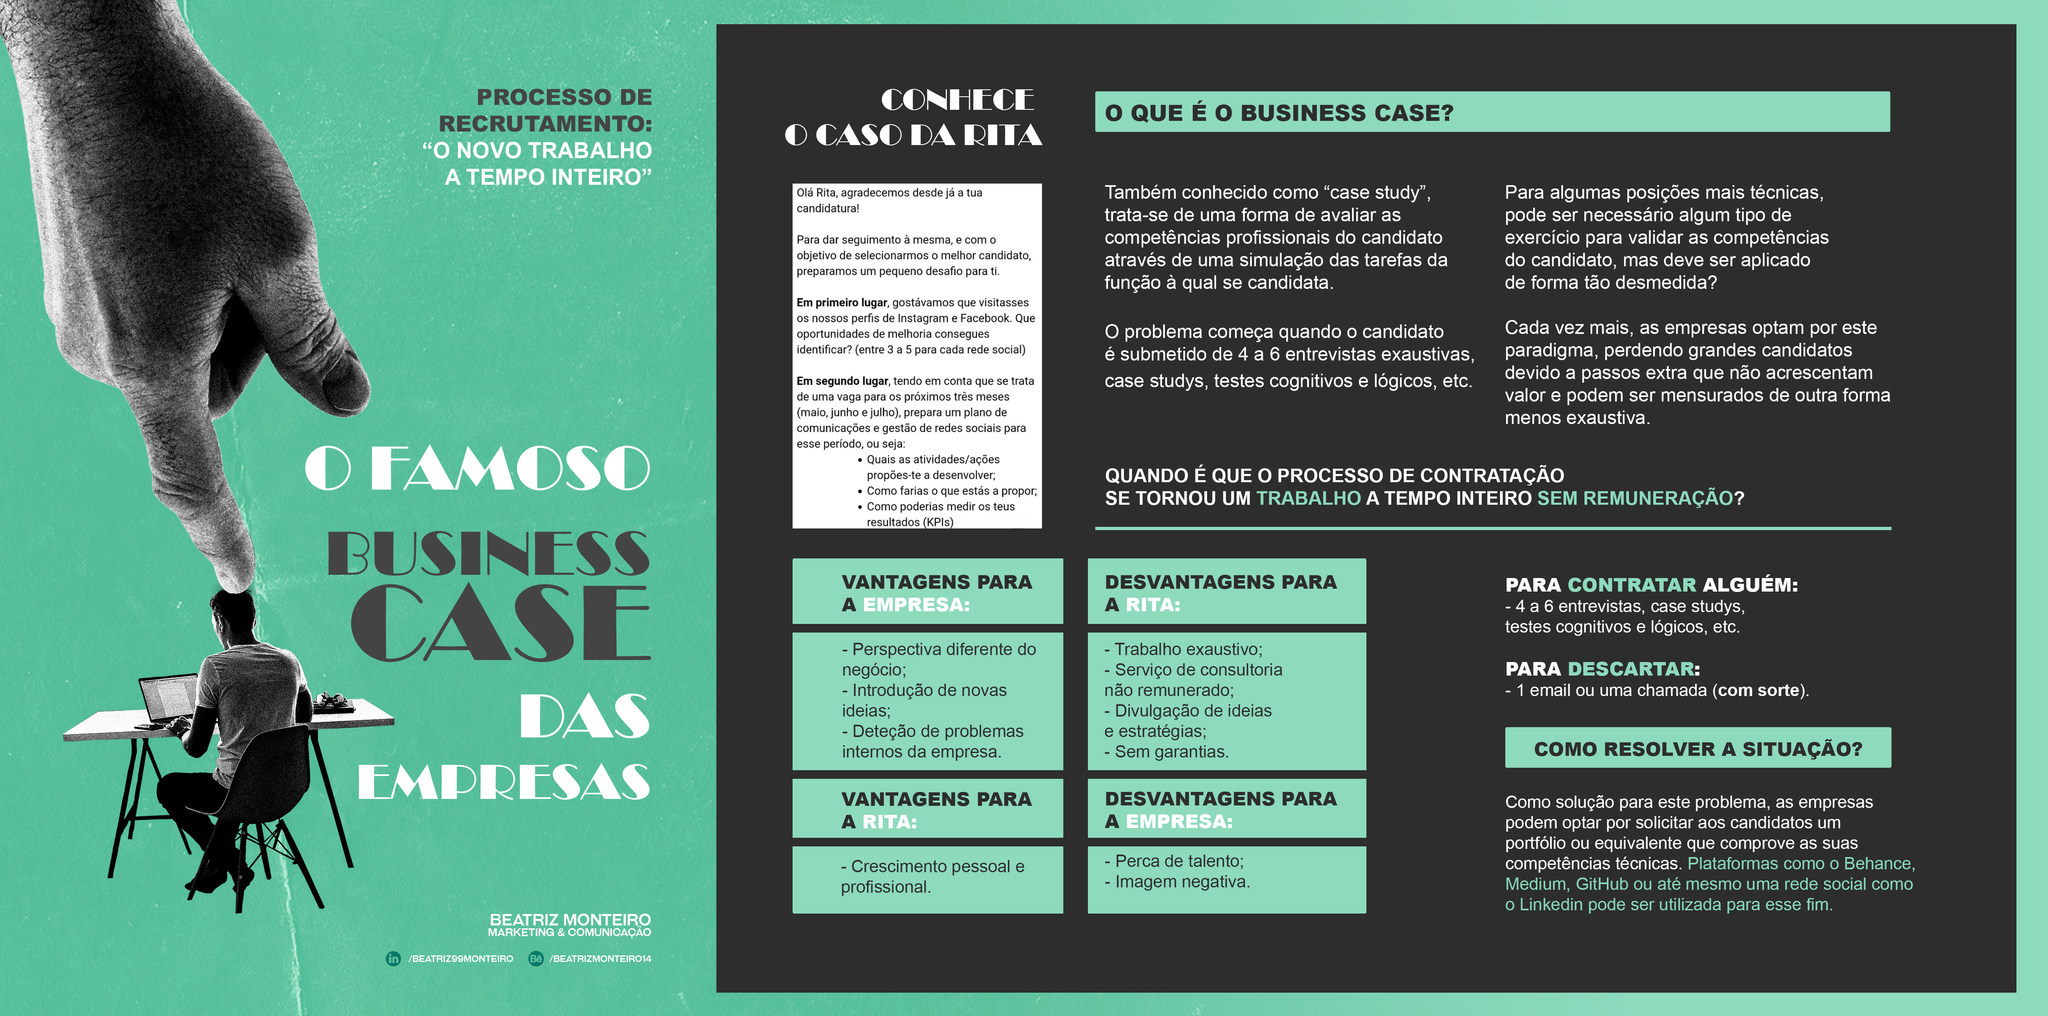 PROCESSO DE
RECRUTAMENTO:
“O NOVO TRABALHO
A TEMPO INTEIRO”
O FAMOSO
BUSINESS
CASE
DAS
EMPRESAS
BEATRIZ MONTEIRO
MARKETING & COMUNICAÇÃO
in /BEATRIZ99MONTEIRO Bē /BEATRIZMONTEIRO14
CONHECE
O CASO DA RITA
Olá Rita, agradecemos desde já a tua
candidatura!
Para dar seguimento à mesma, e com o
objetivo de selecionarmos o melhor candidato,
preparamos um pequeno desafio para ti.
Em primeiro lugar, gostávamos que visitasses
os nossos perfis de Instagram e Facebook. Que
oportunidades de melhoria consegues
identificar? (entre 3 a 5 para cada rede social)
Em segundo lugar, tendo em conta que se trata
de uma vaga para os próximos três meses
(maio, junho e julho), prepara um plano de
comunicações e gestão de redes sociais para
esse período, ou seja:
• Quais as atividades/ações
propões-te a desenvolver;
• Como farias o que estás a propor;
• Como poderias medir os teus
resultados (KPIs)
O QUE É O BUSINESS CASE?
Também conhecido como “case study”,
trata-se de uma forma de avaliar as
competências profissionais do candidato
através de uma simulação das tarefas da
função à qual se candidata.
O problema começa quando o candidato
é submetido de 4 a 6 entrevistas exaustivas,
case studys, testes cognitivos e lógicos, etc.
Para algumas posições mais técnicas,
pode ser necessário algum tipo de
exercício para validar as competências
do candidato, mas deve ser aplicado
de forma tão desmedida?
Cada vez mais, as empresas optam por este
paradigma, perdendo grandes candidatos
devido a passos extra que não acrescentam
valor e podem ser mensurados de outra forma
menos exaustiva.
QUANDO É QUE O PROCESSO DE CONTRATAÇÃO
SE TORNOU UM TRABALHO A TEMPO INTEIRO SEM REMUNERAÇÃO?
VANTAGENS PARA
A EMPRESA:
- Perspectiva diferente do
negócio;
- Introdução de novas
ideias;
- Deteção de problemas
internos da empresa.
DESVANTAGENS PARA
A RITA:
- Trabalho exaustivo;
- Serviço de consultoria
não remunerado;
- Divulgação de ideias
e estratégias;
- Sem garantias.
VANTAGENS PARA
A RITA:
- Crescimento pessoal e
profissional.
DESVANTAGENS PARA
A EMPRESA:
- Perca de talento;
- Imagem negativa.
PARA CONTRATAR ALGUÉM:
- 4 a 6 entrevistas, case studys,
testes cognitivos e lógicos, etc.
PARA DESCARTAR:
- 1 email ou uma chamada (com sorte).
COMO RESOLVER A SITUAÇÃO?
Como solução para este problema, as empresas
podem optar por solicitar aos candidatos um
portfólio ou equivalente que comprove as suas
competências técnicas. Plataformas como o Behance,
Medium, GitHub ou até mesmo uma rede social como
o Linkedin pode ser utilizada para esse fim.